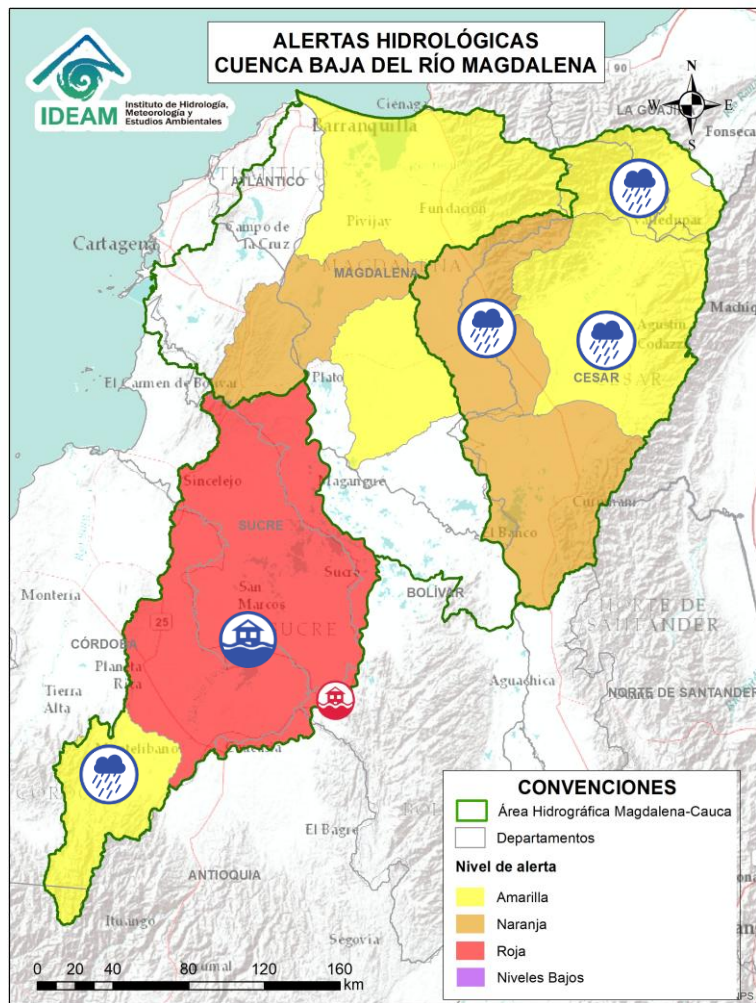 ALERTAS HIDROLÓGICAS
CUENCA BAJA DEL RÍO MAGDALENA
IDEAM
Instituto de Hidrología,
Meteorología y
Estudios Ambientales
N
W
E
S
90
LA GUAJIRA
Fonseca
Ciénaga
Barranquilla
ATLÁNTICO
Pivijay
Fundación
Valledupar
Cartagena
Campo de
la Cruz
MAGDALENA
Agustín
Codazzi
CESAR
El Carmen de Bolívar
Plato
Sincelejo
Magangue
SUCRE
El Banco
Sucre
BOLÍVAR
San
Marcos
SUCRE
Montería
25
CÓRDOBA
Planeta
Rica
NORTE DE
SANTANDER
Aguachica
NORTE DE SANTANDER
Tierra
Alta
Montelíbano
El Bagre
ANTIOQUIA
Ituango
Segovia
0 20 40 80 120 160
km
CONVENCIONES
Área Hidrográfica Magdalena-Cauca
Departamentos
Nivel de alerta
Amarilla
Naranja
Roja
Niveles Bajos